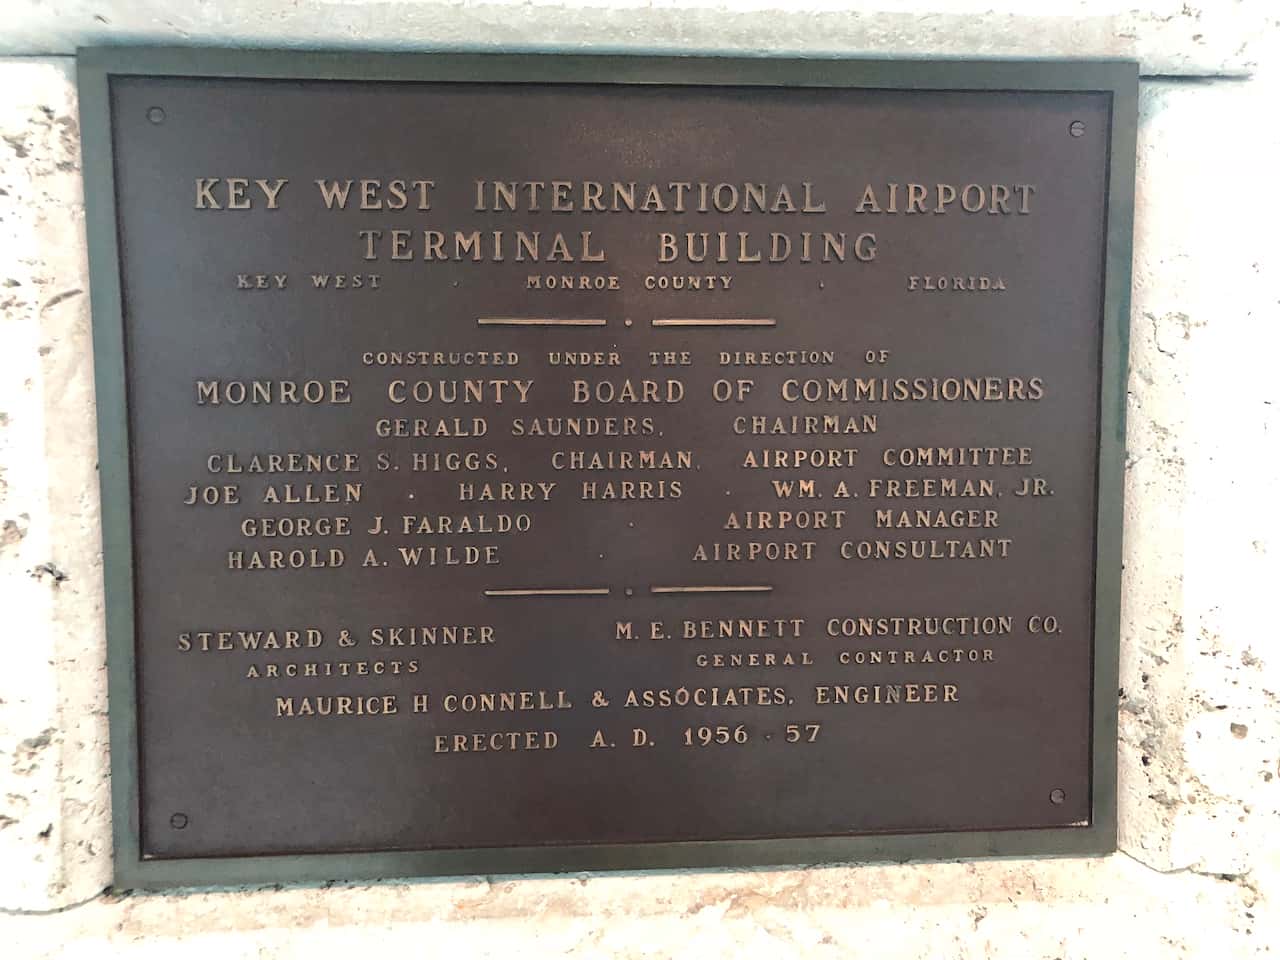 KEY WEST INTERNATIONAL AIRPORT
TERMINAL BUILDING
KEY WEST · MONROE COUNTY · FLORIDA
CONSTRUCTED UNDER THE DIRECTION OF
MONROE COUNTY BOARD OF COMMISSIONERS
GERALD SAUNDERS, CHAIRMAN
CLARENCE S. HIGGS, CHAIRMAN, AIRPORT COMMITTEE
JOE ALLEN · HARRY HARRIS · WM. A. FREEMAN, JR.
GEORGE J. FARALDO · AIRPORT MANAGER
HAROLD A. WILDE · AIRPORT CONSULTANT
STEWARD & SKINNER M. E. BENNETT CONSTRUCTION CO.
ARCHITECTS GENERAL CONTRACTOR
MAURICE H CONNELL & ASSOCIATES, ENGINEER
ERECTED A. D. 1956 - 57